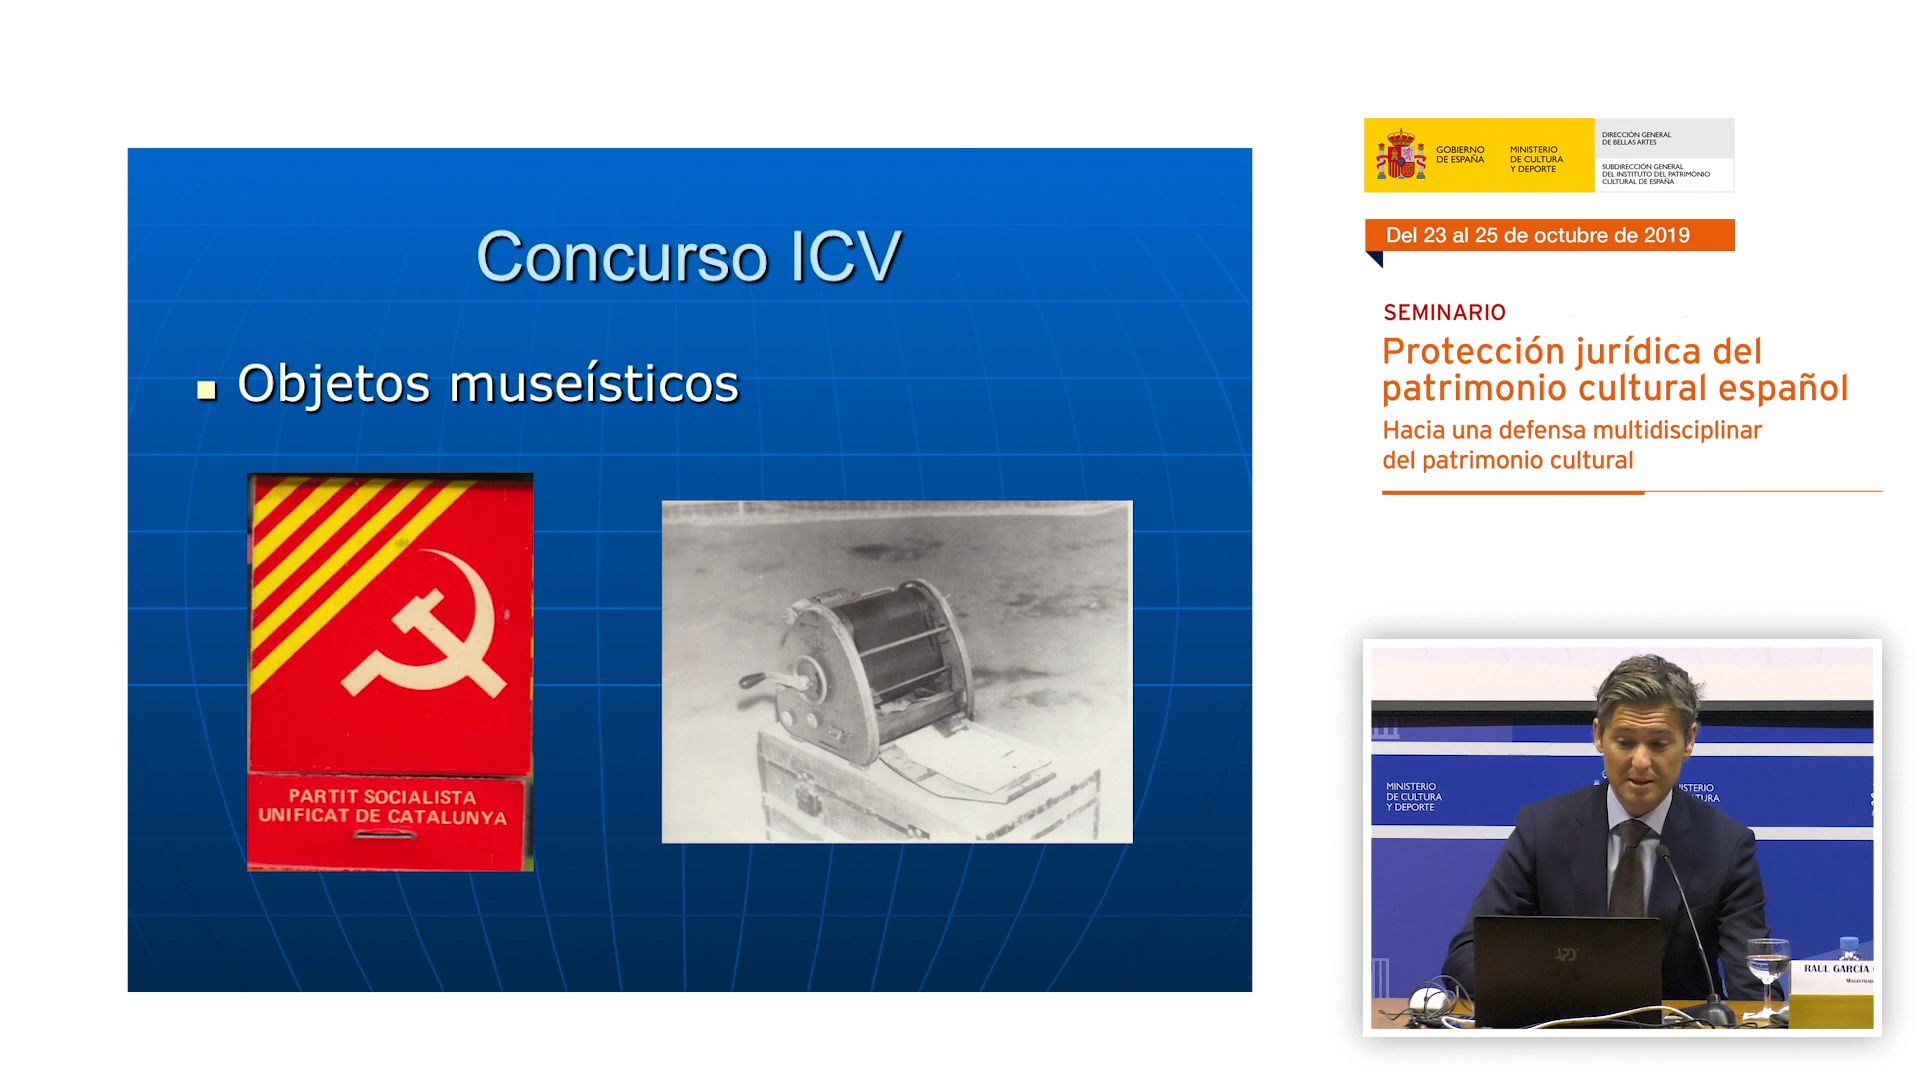 Concurso ICV
Objetos museísticos
PARTIT SOCIALISTA
UNIFICAT DE CATALUNYA
GOBIERNO
DE ESPAÑA
MINISTERIO
DE CULTURA
Y DEPORTE
DIRECCIÓN GENERAL
DE BELLAS ARTES
SUBDIRECCIÓN GENERAL
DEL INSTITUTO DEL PATRIMONIO
CULTURAL DE ESPAÑA
Del 23 al 25 de octubre de 2019
SEMINARIO
Protección jurídica del
patrimonio cultural español
Hacia una defensa multidisciplinar
del patrimonio cultural
MINISTERIO
DE CULTURA
Y DEPORTE
RAÚL GARCÍA